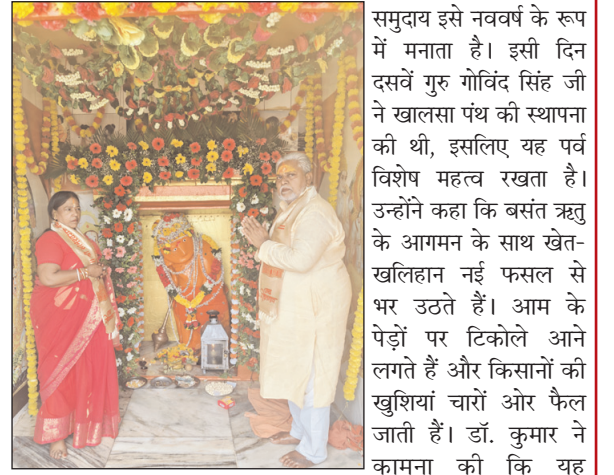 समुदाय इसे नववर्ष के रूप
में मनाता है। इसी दिन
दसवें गुरु गोविंद सिंह जी
ने खालसा पंथ की स्थापना
की थी, इसलिए यह पर्व
विशेष महत्व रखता है।
उन्होंने कहा कि बसंत ऋतु
के आगमन के साथ खेत-
खलिहान नई फसल से
भर उठते हैं। आम के
पेड़ों पर टिकोले आने
लगते हैं और किसानों की
खुशियां चारों ओर फैल
जाती हैं। डॉ. कुमार ने
कामना की कि यह